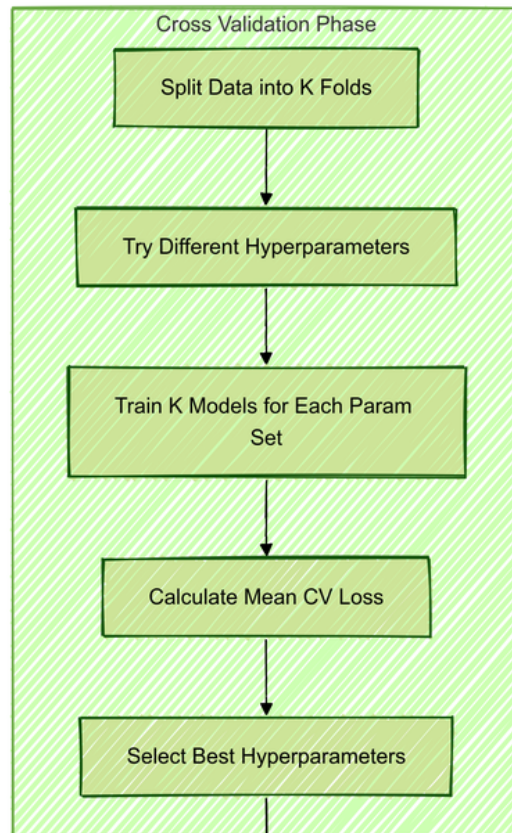 Cross Validation Phase
Split Data into K Folds
Try Different Hyperparameters
Train K Models for Each Param
Set
Calculate Mean CV Loss
Select Best Hyperparameters